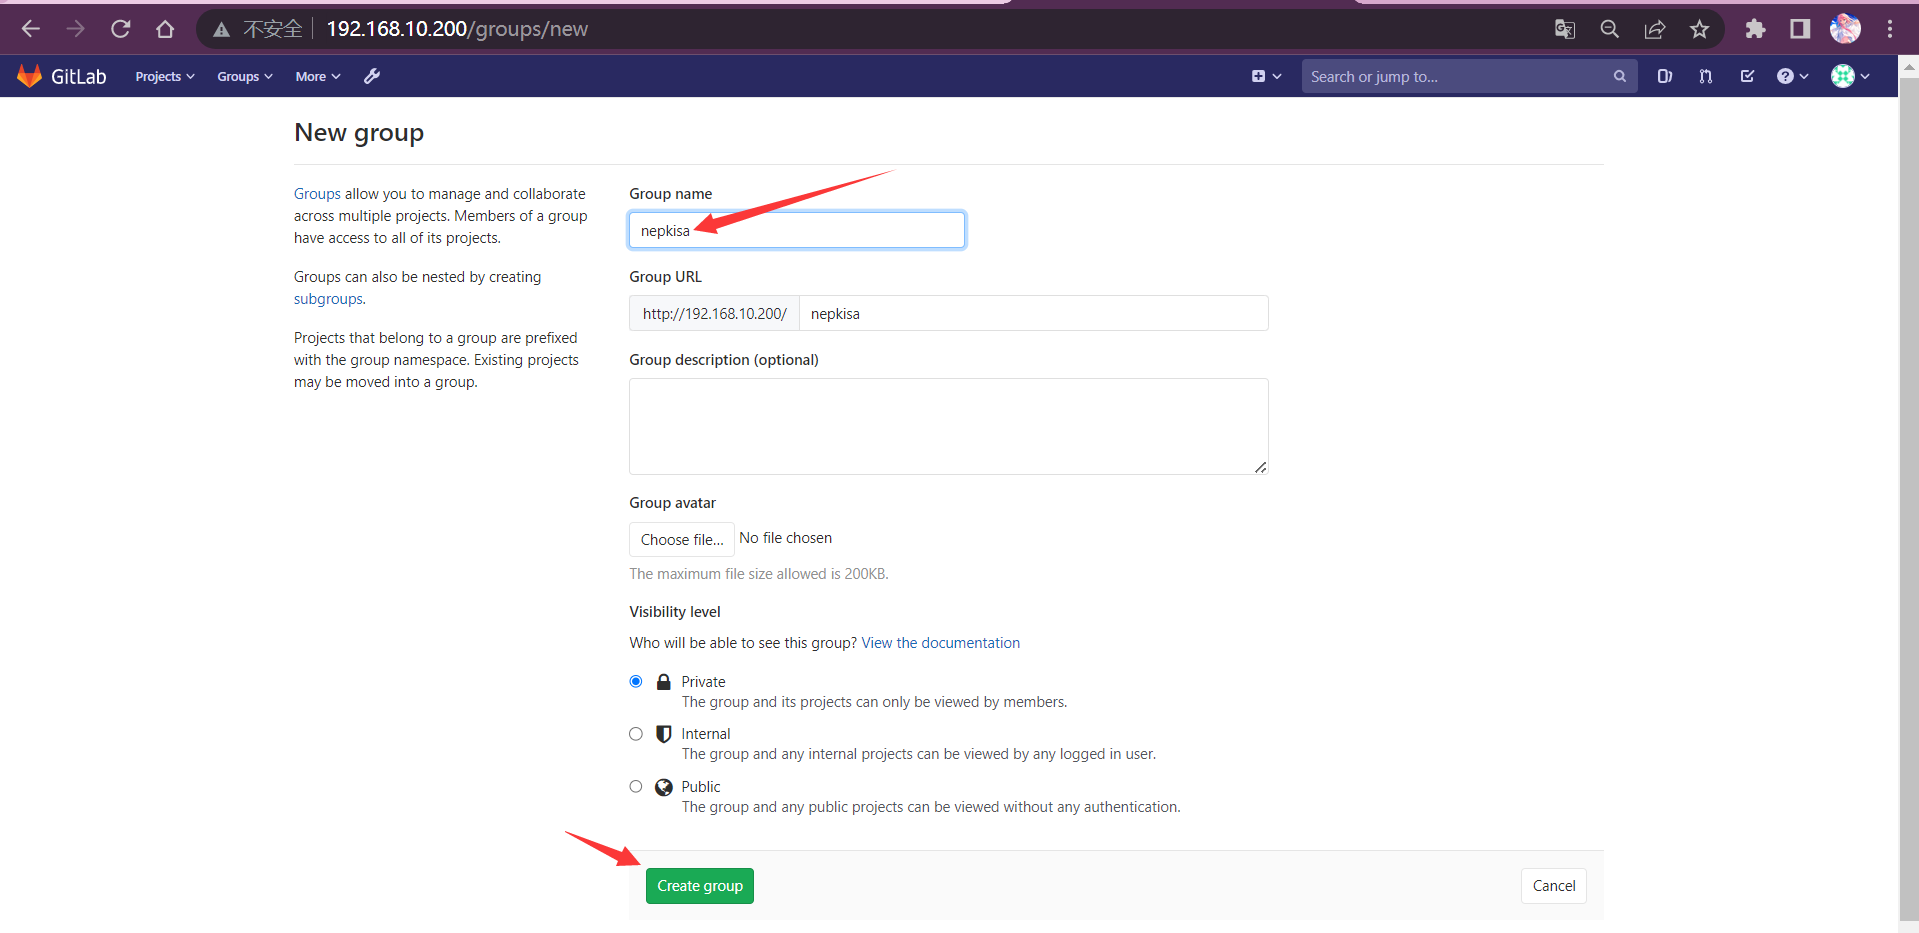 不安全 192.168.10.200/groups/new
GitLab Projects Groups More Search or jump to...
New group
Groups allow you to manage and collaborate
across multiple projects. Members of a group
have access to all of its projects.
Groups can also be nested by creating
subgroups.
Projects that belong to a group are prefixed
with the group namespace. Existing projects
may be moved into a group.
Group name
nepkisa
Group URL
http://192.168.10.200/ nepkisa
Group description (optional)
Group avatar
Choose file... No file chosen
The maximum file size allowed is 200KB.
Visibility level
Who will be able to see this group? View the documentation
Private
The group and its projects can only be viewed by members.
Internal
The group and any internal projects can be viewed by any logged in user.
Public
The group and any public projects can be viewed without any authentication.
Create group Cancel